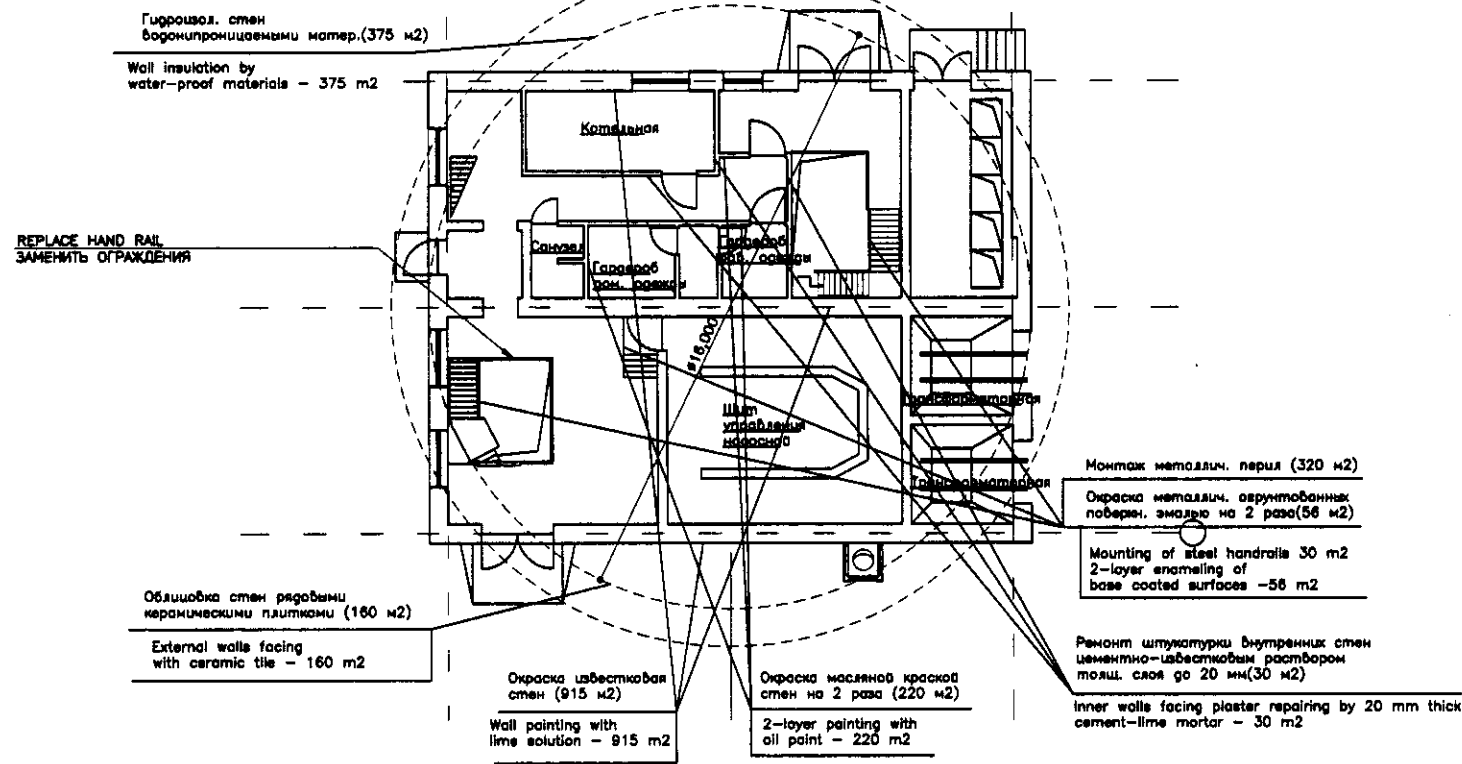 Гидроизол. стен
водонипроницаемыми матер.(375 м2)
Wall insulation by
water-proof materials - 375 m2
Котельная
REPLACE HAND RAIL
ЗАМЕНИТЬ ОГРАЖДЕНИЯ
Санузел
Гардероб
дом. одежды
Гардероб
раб. одежды
ø16,000
Щит
управления
насосной
Трансформаторная
Трансформаторная
Монтаж металлич. перил (320 м2)
Окраска металлич. огрунтованных
поверхн. эмалью на 2 раза(56 м2)
Mounting of steel handrails 30 m2
2-layer enameling of
base coated surfaces -56 m2
Облицовка стен рядовыми
керамическими плитками (160 м2)
External walls facing
with ceramic tile - 160 m2
Окраска известковая
стен (915 м2)
Wall painting with
lime solution - 915 m2
Окраска масляной краской
стен на 2 раза (220 м2)
2-layer painting with
oil paint - 220 m2
Ремонт штукатурки внутренних стен
цементно-известковым раствором
толщ. слоя до 20 мм(30 м2)
Inner walls facing plaster repairing by 20 mm thick
cement-lime mortar - 30 m2